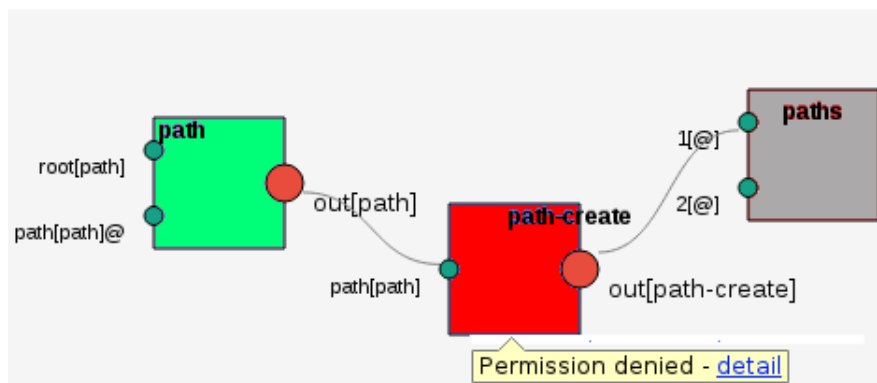 path
root[path]
path[path]@
out[path]
path-create
path[path]
out[path-create]
paths
1[@]
2[@]
Permission denied - detail